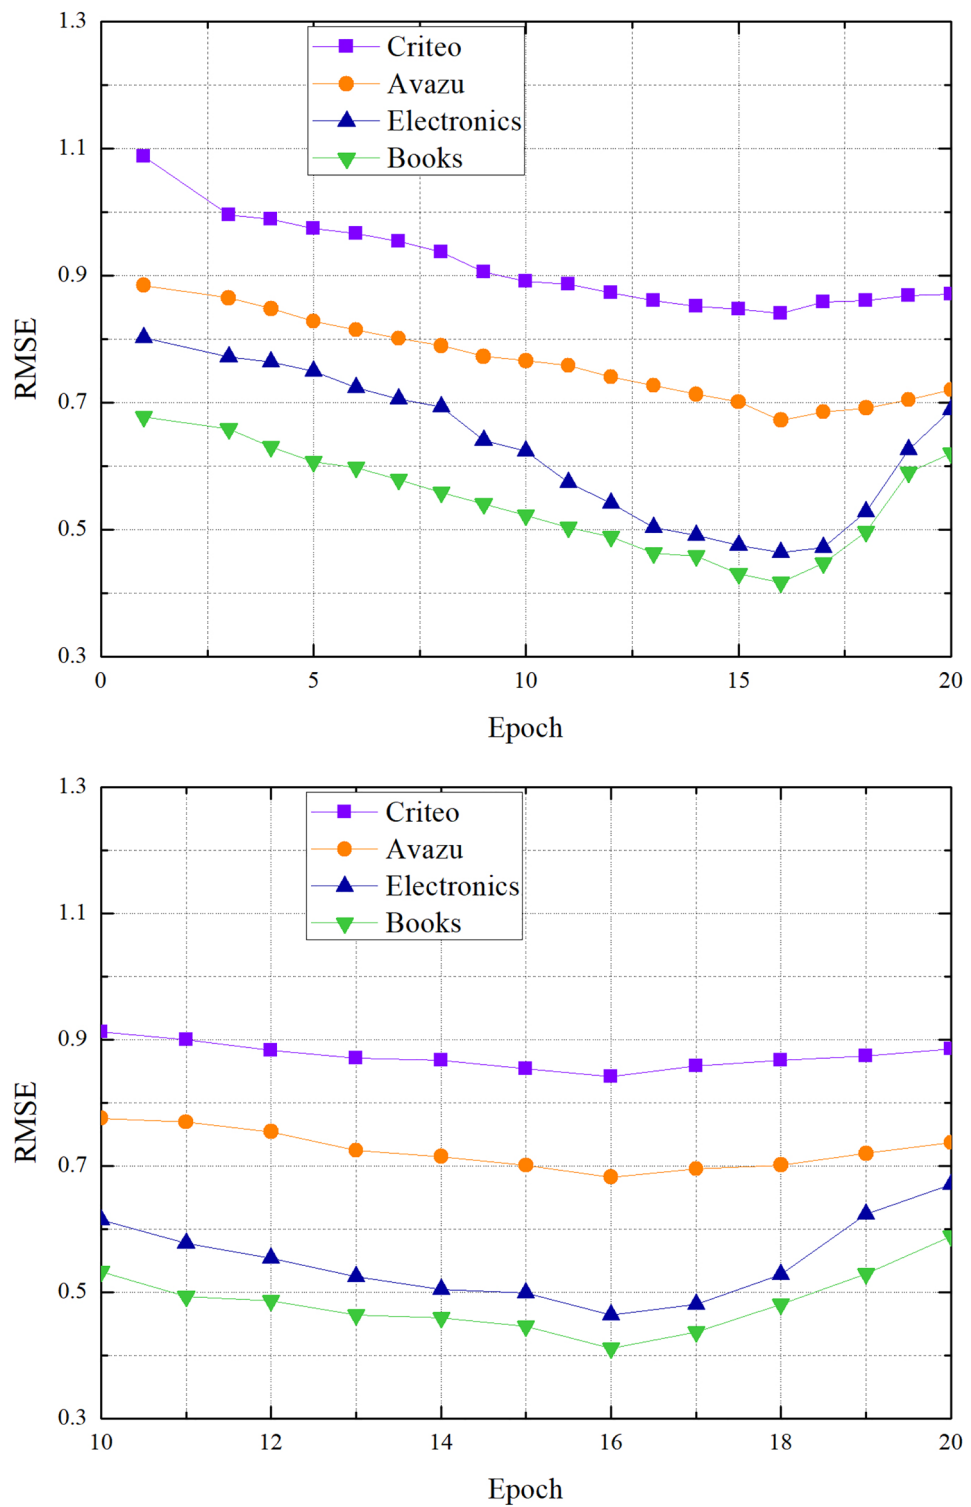 1.3
1.1
0.9
0.7
0.5
0.3
RMSE
Criteo
Avazu
Electronics
Books
0 5 10 15 20
Epoch
1.3
1.1
0.9
0.7
0.5
0.3
RMSE
Criteo
Avazu
Electronics
Books
10 12 14 16 18 20
Epoch